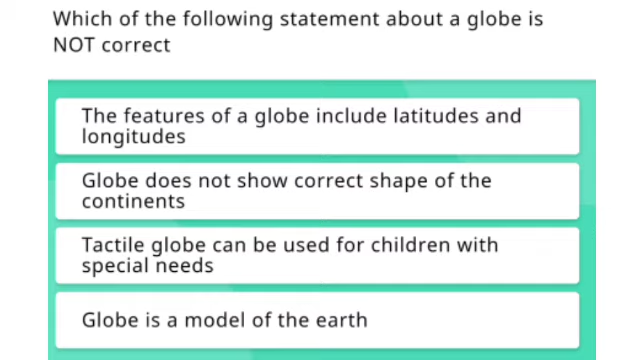 Which of the following statement about a globe is
NOT correct
The features of a globe include latitudes and
longitudes
Globe does not show correct shape of the
continents
Tactile globe can be used for children with
special needs
Globe is a model of the earth